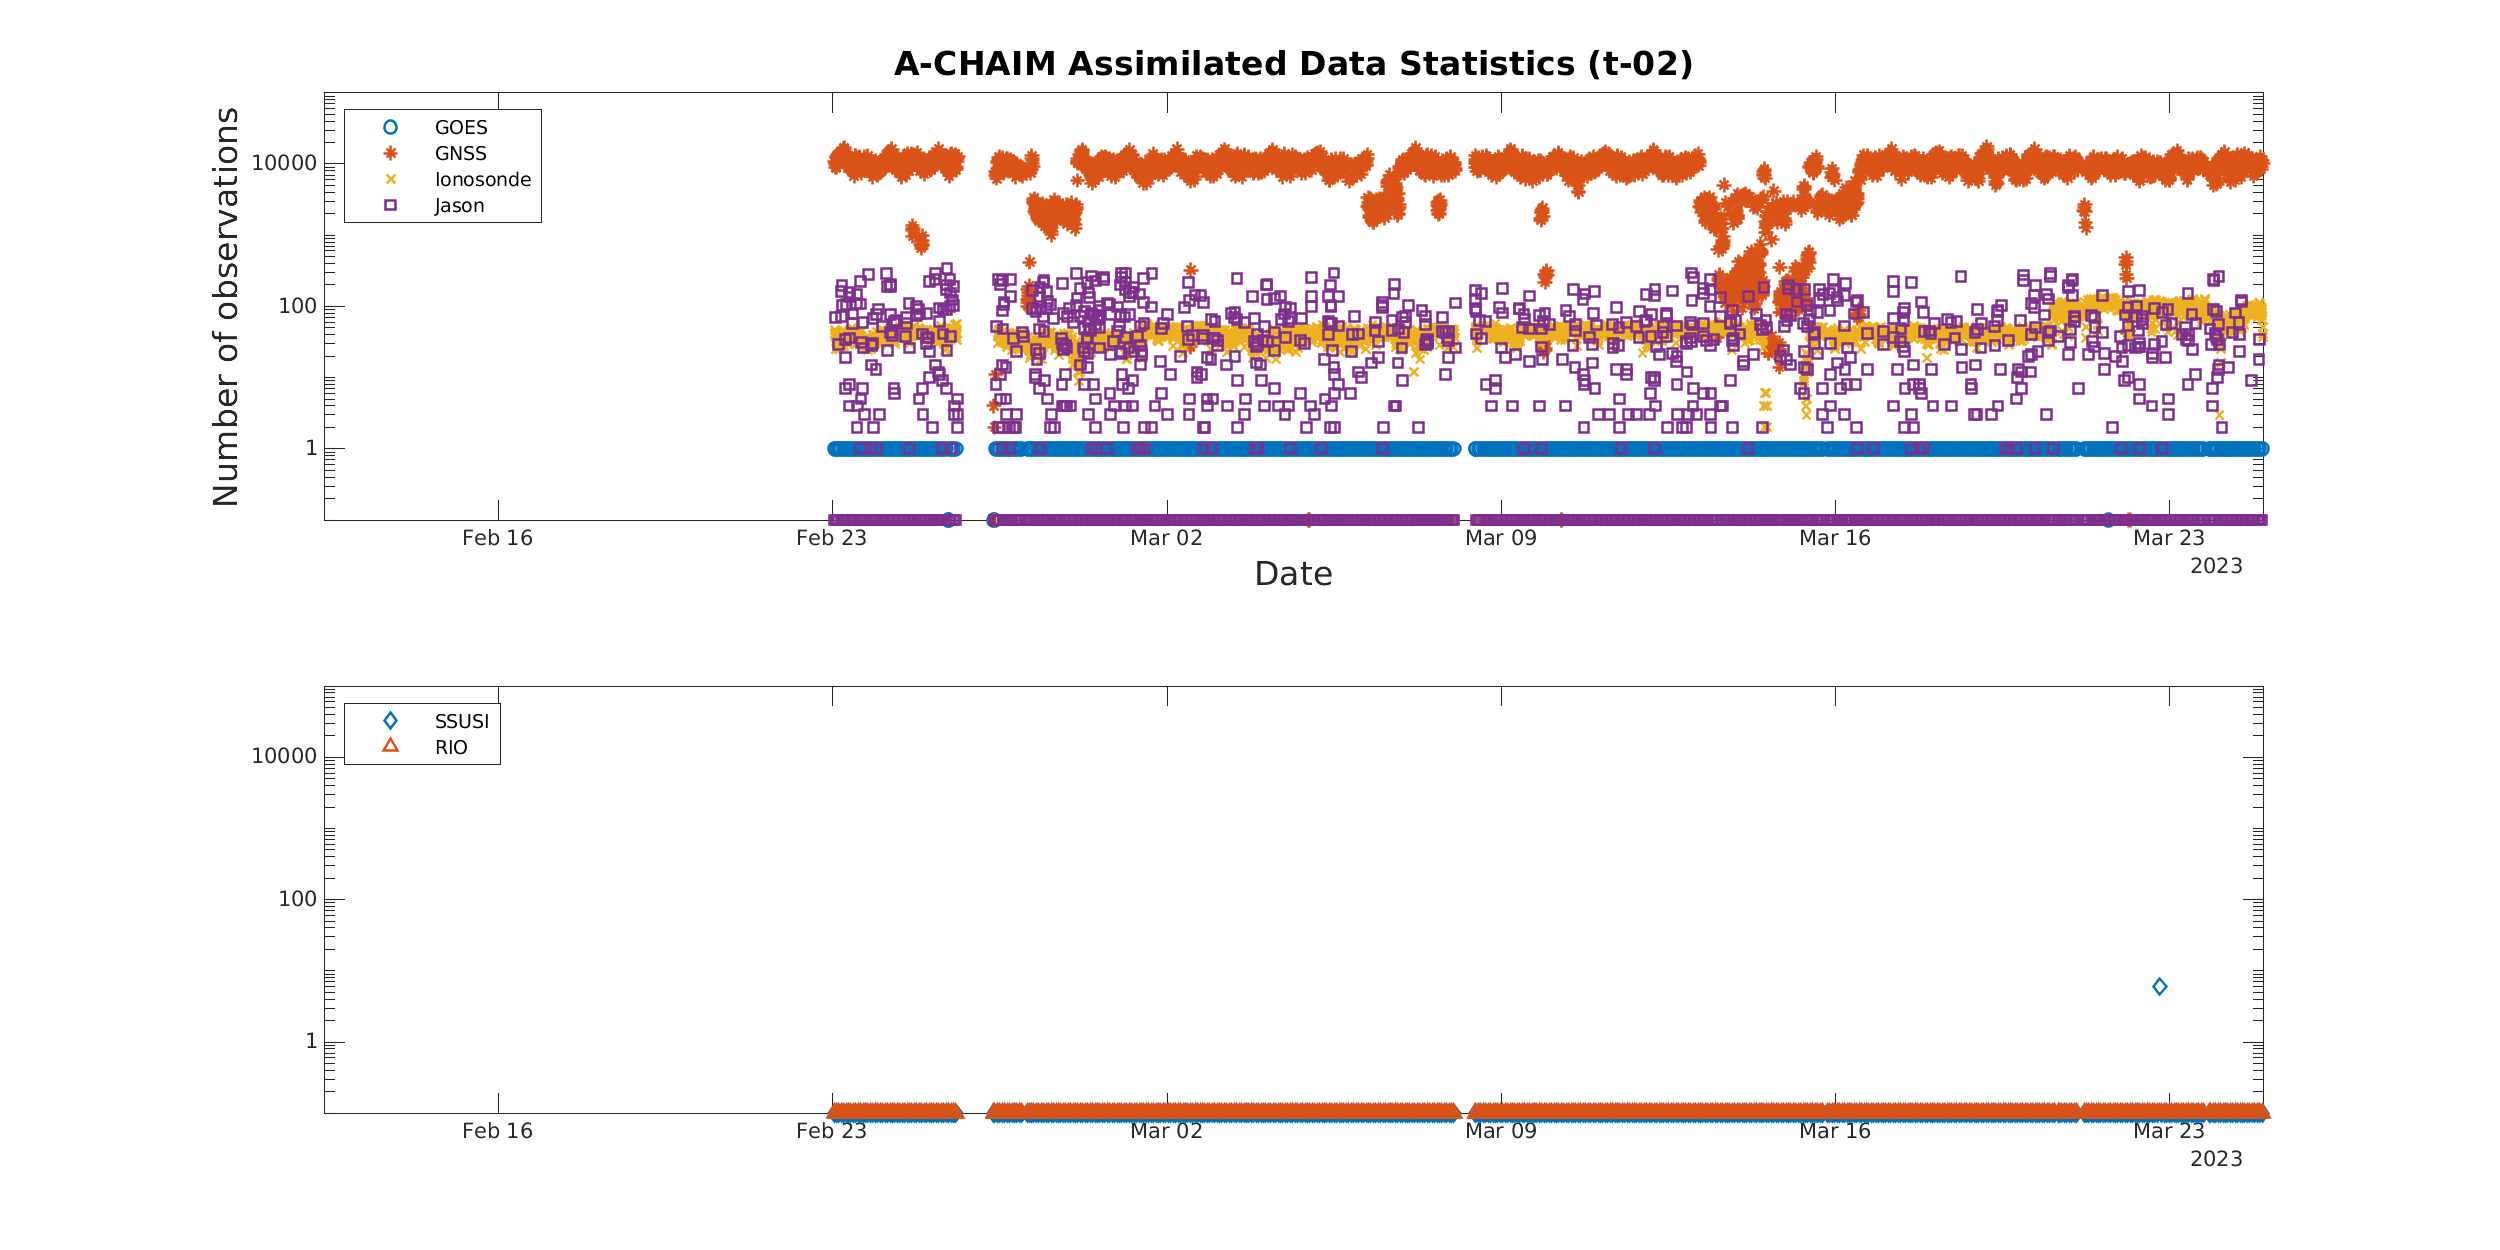 A-CHAIM Assimilated Data Statistics (t-02)
Number of observations
10000
100
1
GOES
GNSS
Ionosonde
Jason
Feb 16
Feb 23
Mar 02
Mar 09
Mar 16
Mar 23
2023
Date
10000
100
1
SSUSI
RIO
Feb 16
Feb 23
Mar 02
Mar 09
Mar 16
Mar 23
2023